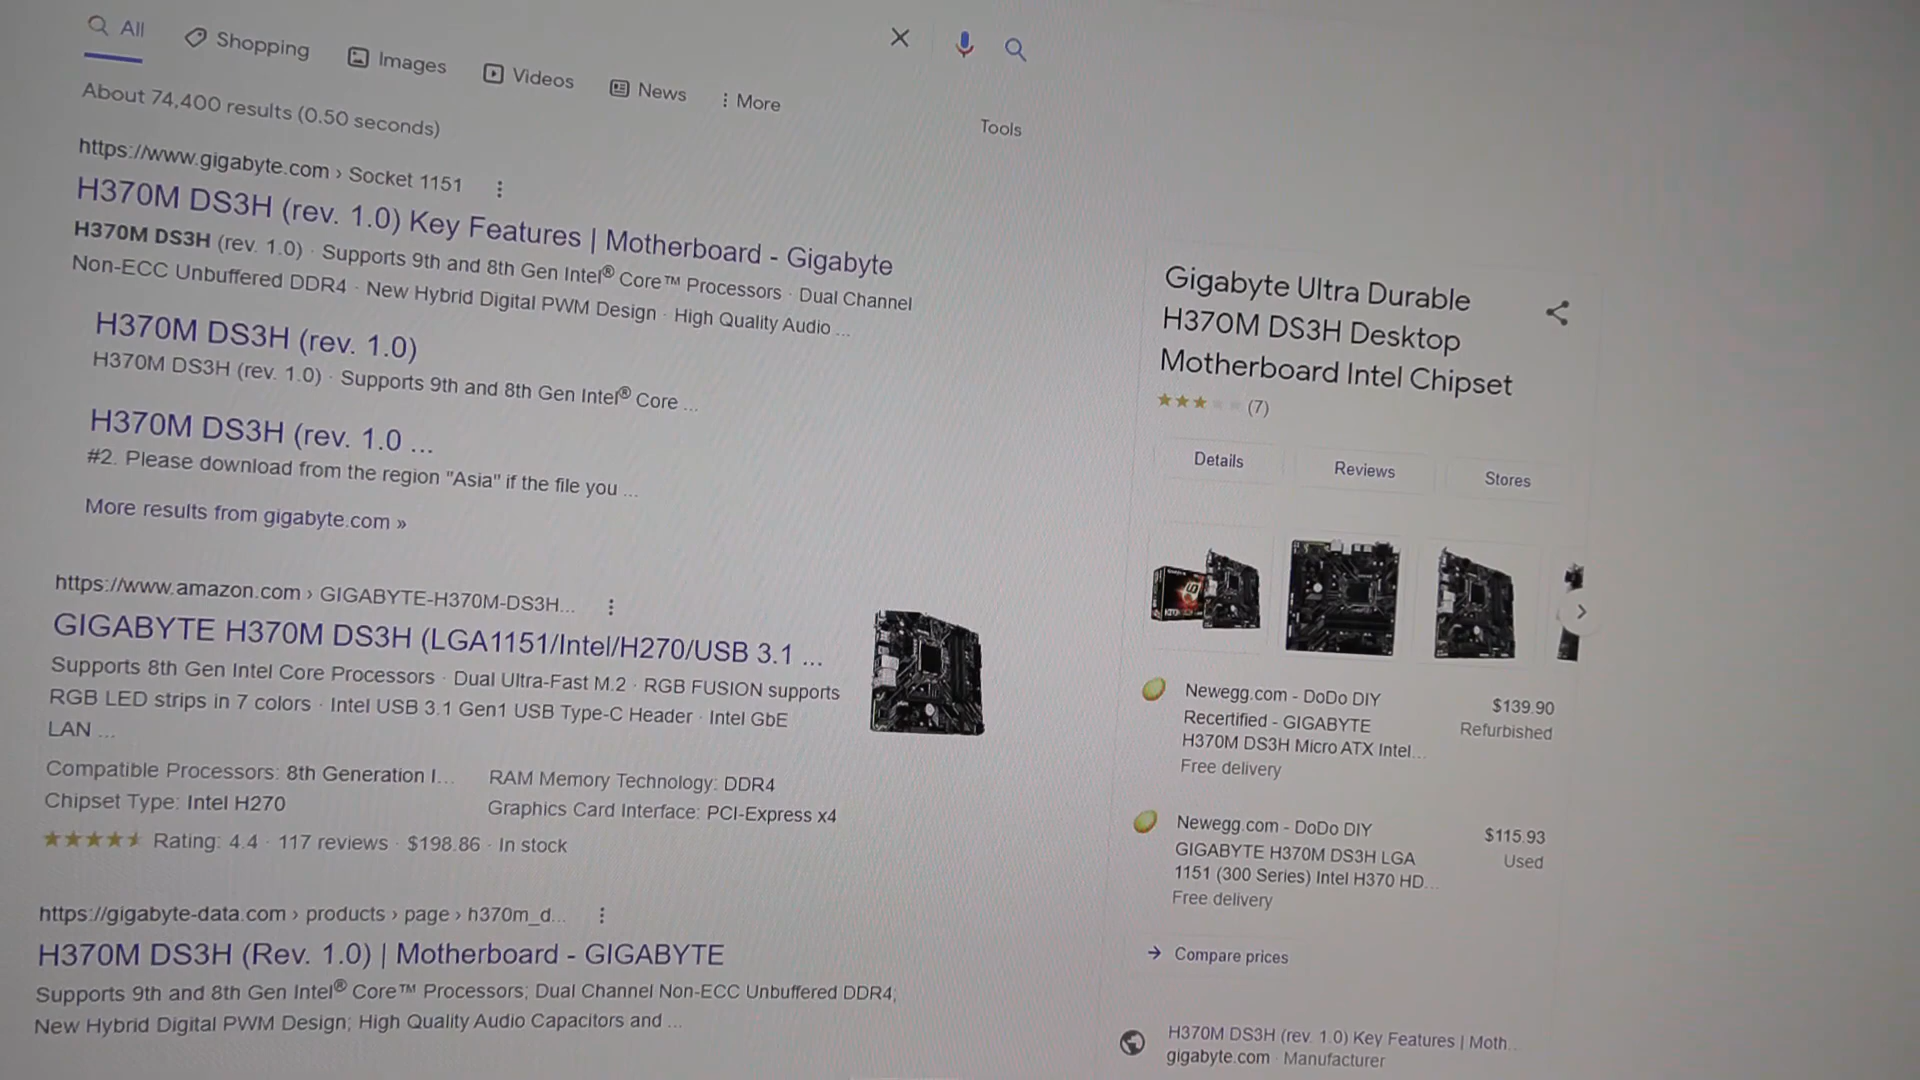 All
Shopping
Images
Videos
News
More
Tools
About 74,400 results (0.50 seconds)
https://www.gigabyte.com › Socket 1151
H370M DS3H (rev. 1.0) Key Features | Motherboard - Gigabyte
H370M DS3H (rev. 1.0) · Supports 9th and 8th Gen Intel® Core™ Processors · Dual Channel
Non-ECC Unbuffered DDR4 · New Hybrid Digital PWM Design · High Quality Audio ...
H370M DS3H (rev. 1.0)
H370M DS3H (rev. 1.0) · Supports 9th and 8th Gen Intel® Core ...
H370M DS3H (rev. 1.0 ...
#2. Please download from the region "Asia" if the file you ...
More results from gigabyte.com »
https://www.amazon.com › GIGABYTE-H370M-DS3H...
GIGABYTE H370M DS3H (LGA1151/Intel/H270/USB 3.1 ...
Supports 8th Gen Intel Core Processors · Dual Ultra-Fast M.2 · RGB FUSION supports
RGB LED strips in 7 colors · Intel USB 3.1 Gen1 USB Type-C Header · Intel GbE
LAN ...
Compatible Processors: 8th Generation I...
RAM Memory Technology: DDR4
Chipset Type: Intel H270
Graphics Card Interface: PCI-Express x4
Rating: 4.4 · 117 reviews · $198.86 · In stock
https://gigabyte-data.com › products › page › h370m_d...
H370M DS3H (Rev. 1.0) | Motherboard - GIGABYTE
Supports 9th and 8th Gen Intel® Core™ Processors; Dual Channel Non-ECC Unbuffered DDR4;
New Hybrid Digital PWM Design; High Quality Audio Capacitors and ...
Gigabyte Ultra Durable
H370M DS3H Desktop
Motherboard Intel Chipset
(7)
Details
Reviews
Stores
Newegg.com - DoDo DIY
$139.90
Recertified - GIGABYTE
Refurbished
H370M DS3H Micro ATX Intel...
Free delivery
Newegg.com - DoDo DIY
$115.93
GIGABYTE H370M DS3H LGA
Used
1151 (300 Series) Intel H370 HD...
Free delivery
Compare prices
H370M DS3H (rev. 1.0) Key Features | Moth...
gigabyte.com · Manufacturer